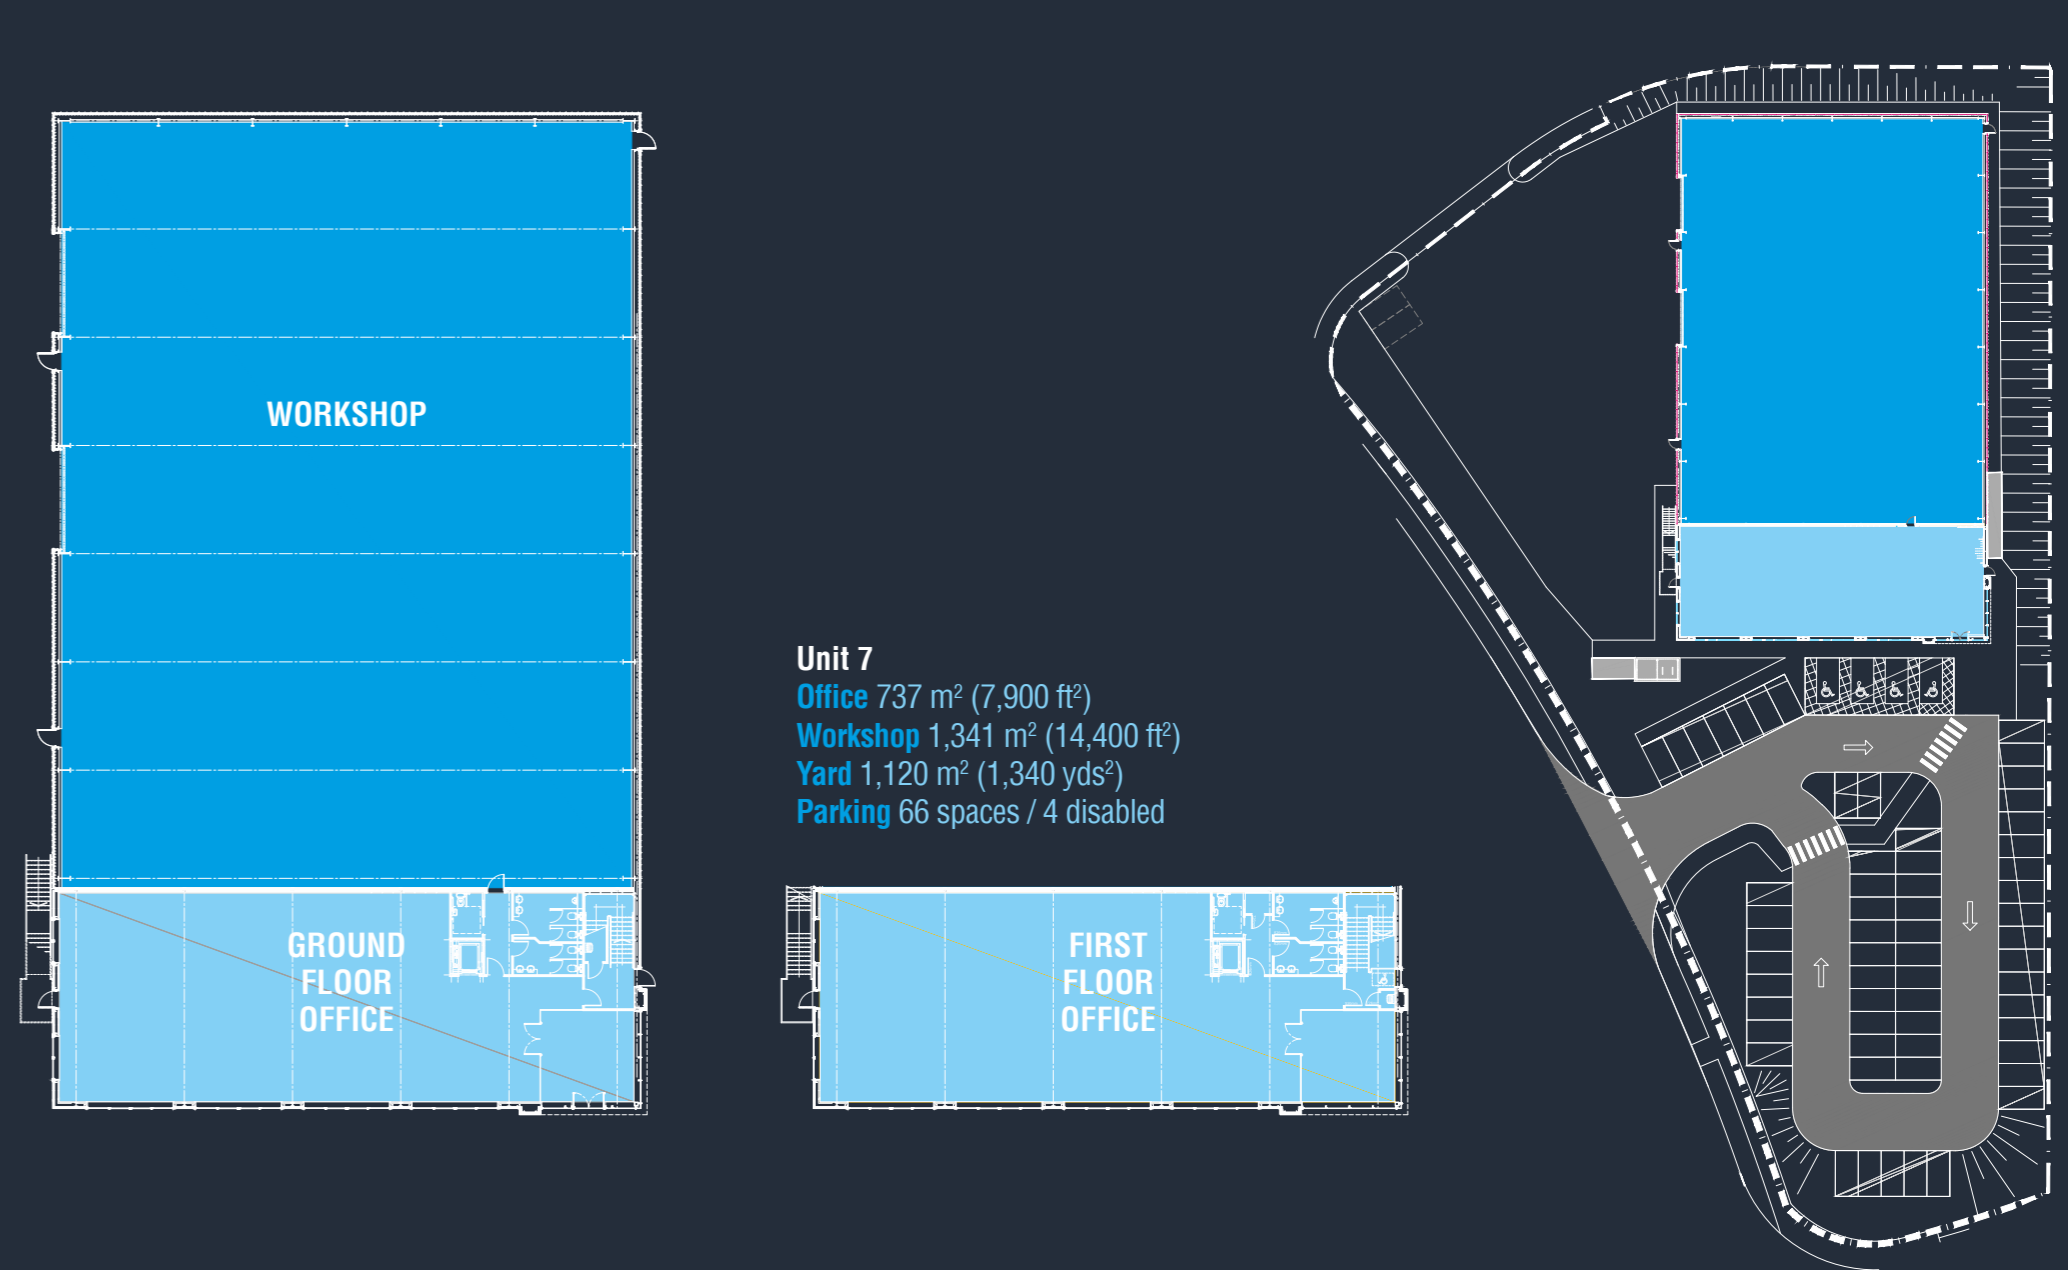 WORKSHOP
Unit 7
Office 737 m² (7,900 ft²)
Workshop 1,341 m² (14,400 ft²)
Yard 1,120 m² (1,340 yds²)
Parking 66 spaces / 4 disabled
GROUND
FLOOR
OFFICE
FIRST
FLOOR
OFFICE